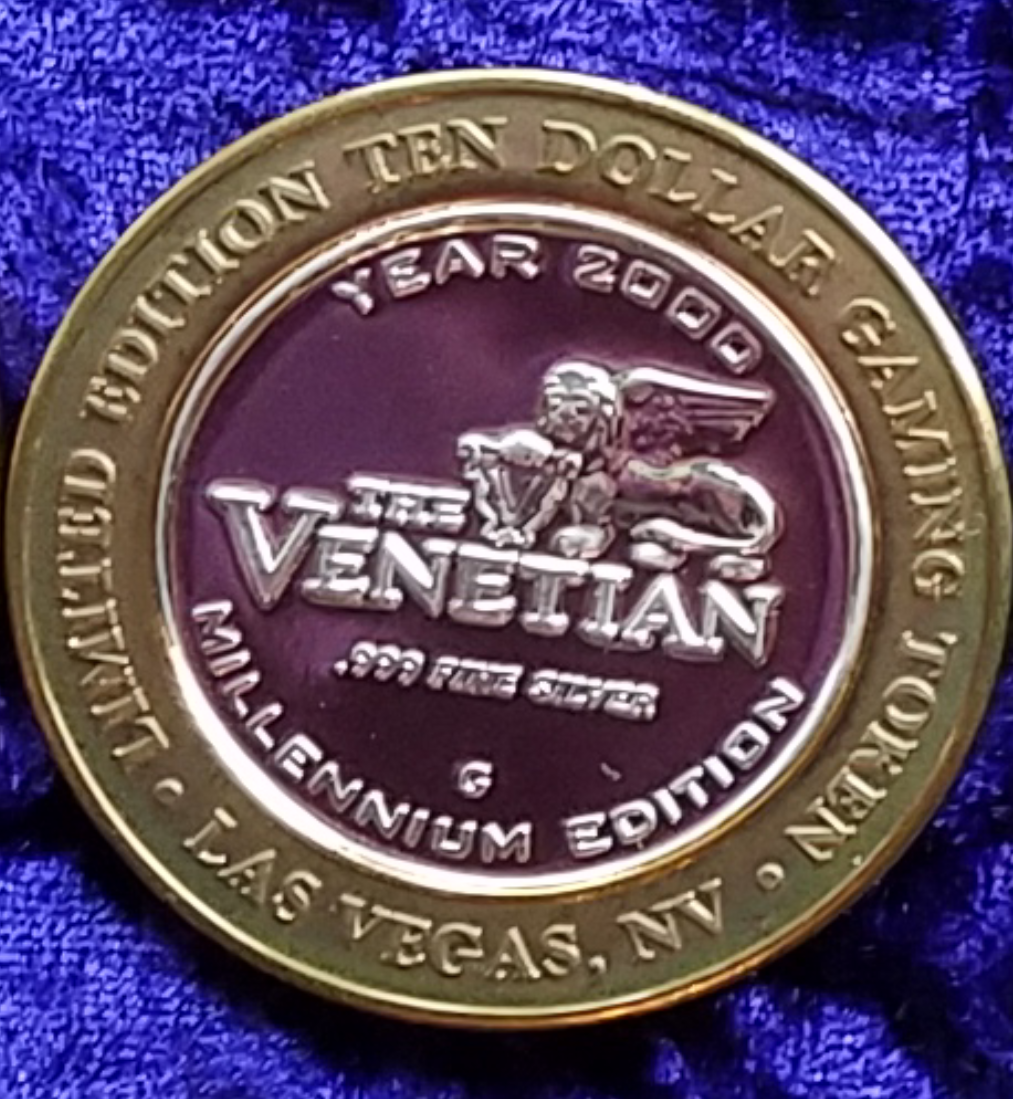 LIMITED EDITION TEN DOLLAR GAMING TOKEN
YEAR 2000
V
THE
VENETIAN
.999 FINE SILVER
G
MILLENNIUM EDITION
• LAS VEGAS, NV •